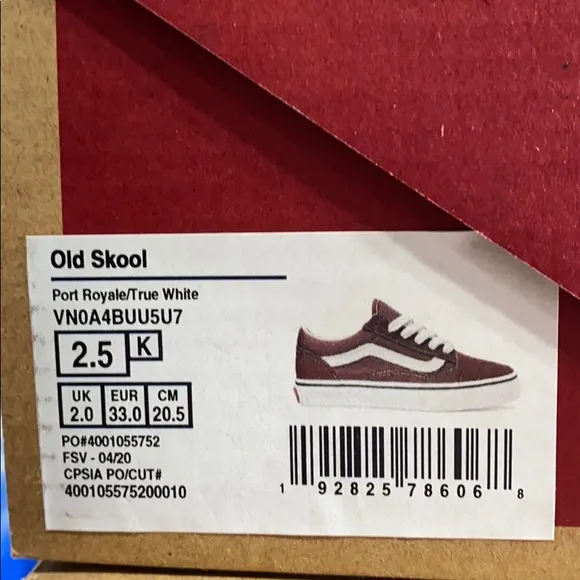 Old Skool
Port Royale/True White
VN0A4BUU5U7
2.5 K
UK EUR CM
2.0 33.0 20.5
PO#4001055752
FSV - 04/20
CPSIA PO/CUT#
400105575200010
1 92825 78606 8